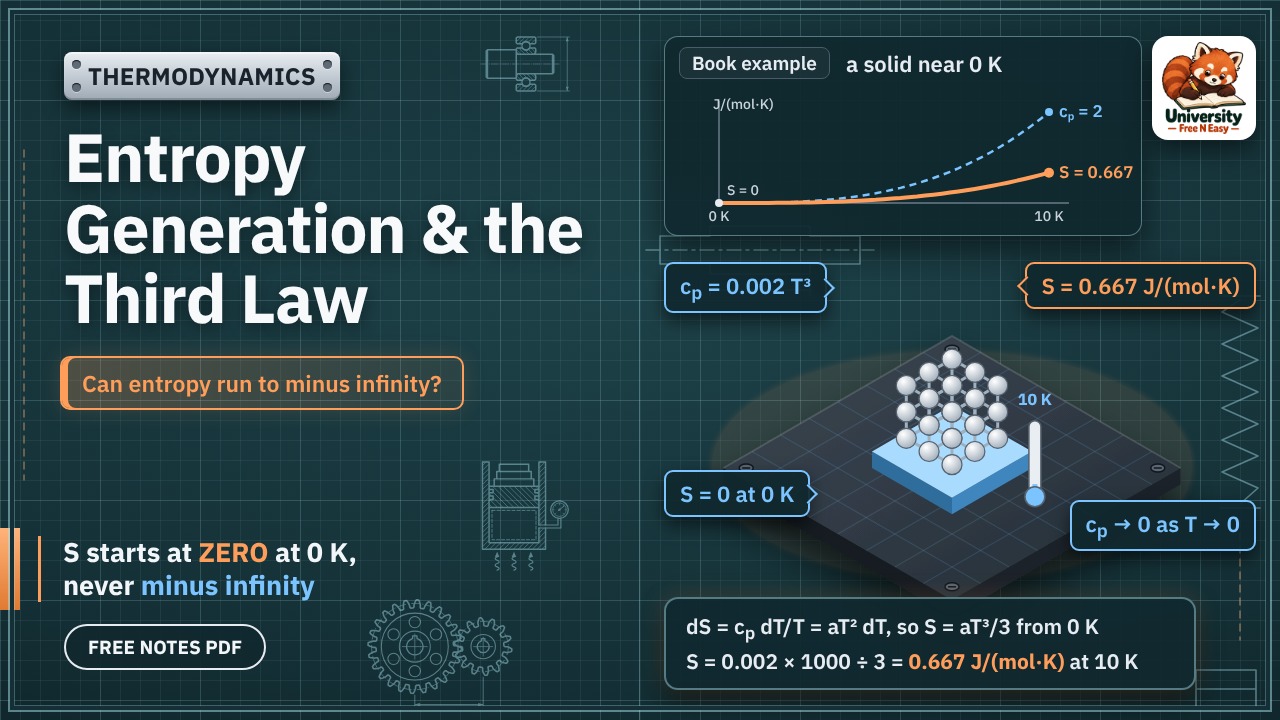 THERMODYNAMICS
Entropy
Generation & the
Third Law
Can entropy run to minus infinity?
S starts at ZERO at 0 K,
never minus infinity
FREE NOTES PDF
Book example a solid near 0 K
J/(mol·K)
cp = 2
S = 0.667
S = 0
0 K
10 K
University
Free N Easy
cp = 0.002 T³
S = 0.667 J/(mol·K)
10 K
S = 0 at 0 K
cp → 0 as T → 0
dS = cp dT/T = aT² dT, so S = aT³/3 from 0 K
S = 0.002 × 1000 ÷ 3 = 0.667 J/(mol·K) at 10 K